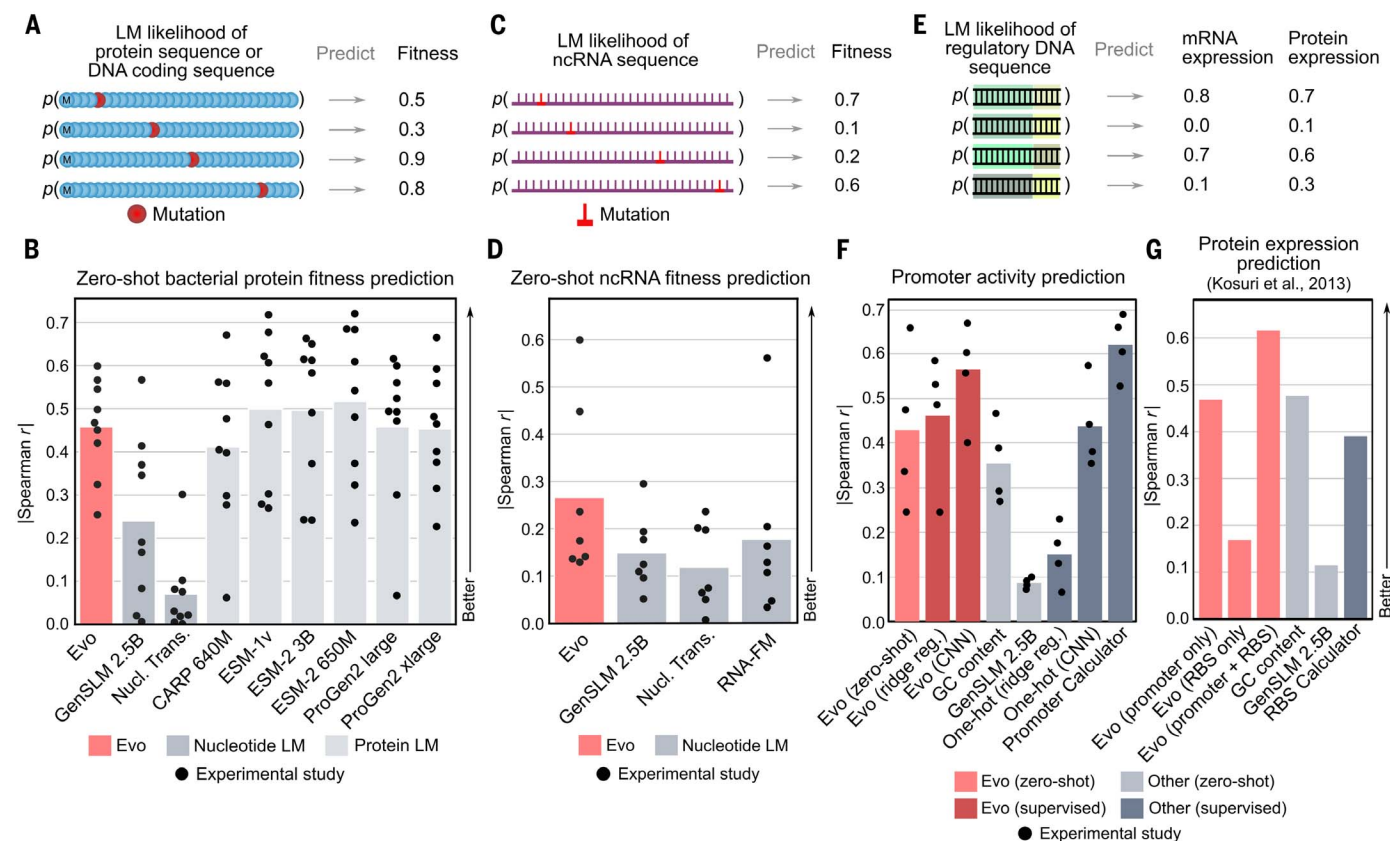 A
LM likelihood of
protein sequence or
DNA coding sequence
Predict
Fitness
p( M ) 0.5
p( M ) 0.3
p( M ) 0.9
p( M ) 0.8
Mutation
B
Zero-shot bacterial protein fitness prediction
|Spearman r|
0.7
0.6
0.5
0.4
0.3
0.2
0.1
0.0
Better
Evo
GenSLM 2.5B
Nucl. Trans.
CARP 640M
ESM-1v
ESM-2 3B
ESM-2 650M
ProGen2 large
ProGen2 xlarge
Evo
Nucleotide LM
Protein LM
Experimental study
C
LM likelihood of
ncRNA sequence
Predict
Fitness
p( ) 0.7
p( ) 0.1
p( ) 0.2
p( ) 0.6
Mutation
D
Zero-shot ncRNA fitness prediction
|Spearman r|
0.6
0.5
0.4
0.3
0.2
0.1
0.0
Better
Evo
GenSLM 2.5B
Nucl. Trans.
RNA-FM
Evo
Nucleotide LM
Experimental study
E
LM likelihood of
regulatory DNA
sequence
Predict
mRNA
expression
Protein
expression
p( ) 0.8 0.7
p( ) 0.0 0.1
p( ) 0.7 0.6
p( ) 0.1 0.3
F
Promoter activity prediction
|Spearman r|
0.7
0.6
0.5
0.4
0.3
0.2
0.1
0.0
Evo (zero-shot)
Evo (ridge reg.)
Evo (CNN)
GC content
GenSLM 2.5B
One-hot (ridge reg.)
One-hot (CNN)
Promoter Calculator
G
Protein expression
prediction
(Kosuri et al., 2013)
|Spearman r|
0.6
0.5
0.4
0.3
0.2
0.1
0.0
Better
Evo (promoter only)
Evo (RBS only
Evo (promoter + RBS)
GC content
GenSLM 2.5B
RBS Calculator
Evo (zero-shot)
Other (zero-shot)
Evo (supervised)
Other (supervised)
Experimental study